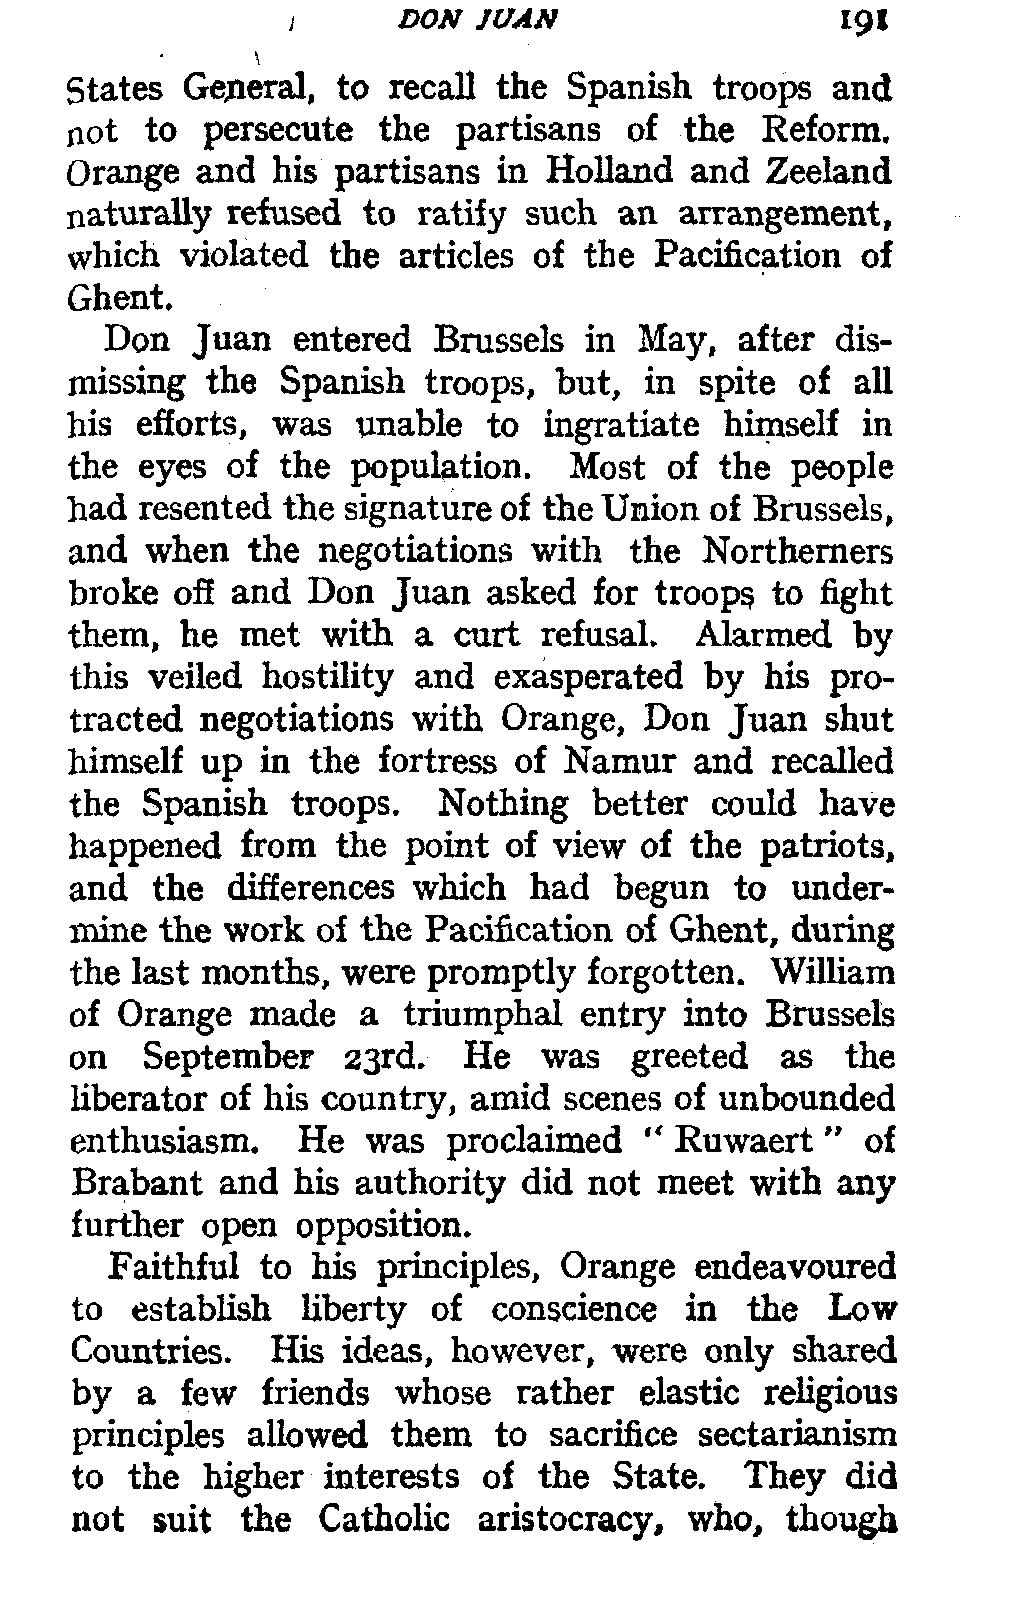 DON JUAN 191
States General, to recall the Spanish troops and
not to persecute the partisans of the Reform.
Orange and his partisans in Holland and Zeeland
naturally refused to ratify such an arrangement,
which violated the articles of the Pacification of
Ghent.
Don Juan entered Brussels in May, after dis-
missing the Spanish troops, but, in spite of all
his efforts, was unable to ingratiate himself in
the eyes of the population. Most of the people
had resented the signature of the Union of Brussels,
and when the negotiations with the Northerners
broke off and Don Juan asked for troops to fight
them, he met with a curt refusal. Alarmed by
this veiled hostility and exasperated by his pro-
tracted negotiations with Orange, Don Juan shut
himself up in the fortress of Namur and recalled
the Spanish troops. Nothing better could have
happened from the point of view of the patriots,
and the differences which had begun to under-
mine the work of the Pacification of Ghent, during
the last months, were promptly forgotten. William
of Orange made a triumphal entry into Brussels
on September 23rd. He was greeted as the
liberator of his country, amid scenes of unbounded
enthusiasm. He was proclaimed “ Ruwaert ” of
Brabant and his authority did not meet with any
further open opposition.
Faithful to his principles, Orange endeavoured
to establish liberty of conscience in the Low
Countries. His ideas, however, were only shared
by a few friends whose rather elastic religious
principles allowed them to sacrifice sectarianism
to the higher interests of the State. They did
not suit the Catholic aristocracy, who, though